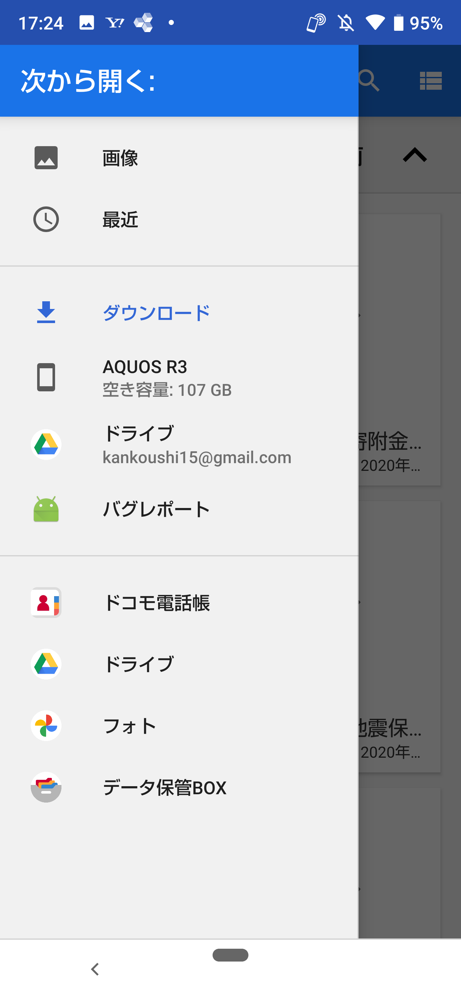 17:24 Y! 95%
次から開く:
画像
最近
ダウンロード
AQUOS R3
空き容量: 107 GB
ドライブ
kankoushi15@gmail.com
寄附金…
2020年…
バグレポート
ドコモ電話帳
ドライブ
フォト
地震保…
2020年…
データ保管BOX